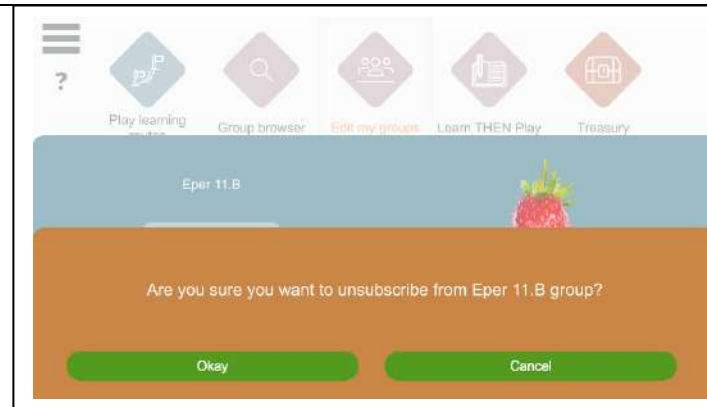 ?
Play learning
routes
Group browser
Edit my groups
Learn THEN Play
Treasury
Eper 11.B
Are you sure you want to unsubscribe from Eper 11.B group?
Okay
Cancel